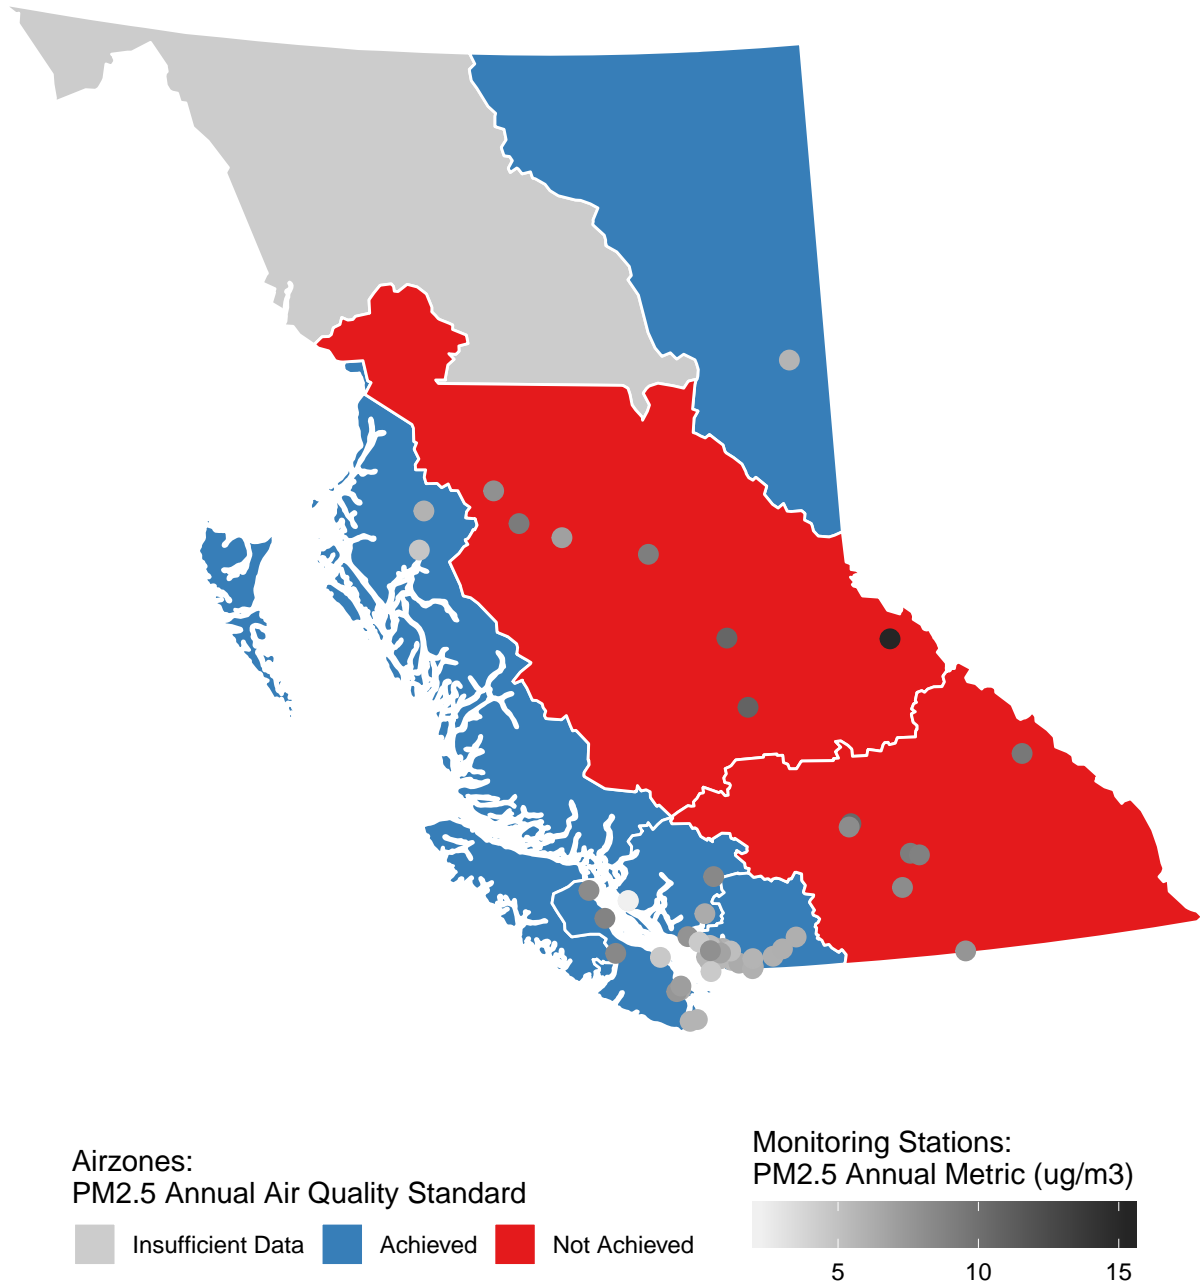 Airzones:
PM2.5 Annual Air Quality Standard
Insufficient Data
Achieved
Not Achieved
Monitoring Stations:
PM2.5 Annual Metric (ug/m3)
5
10
15